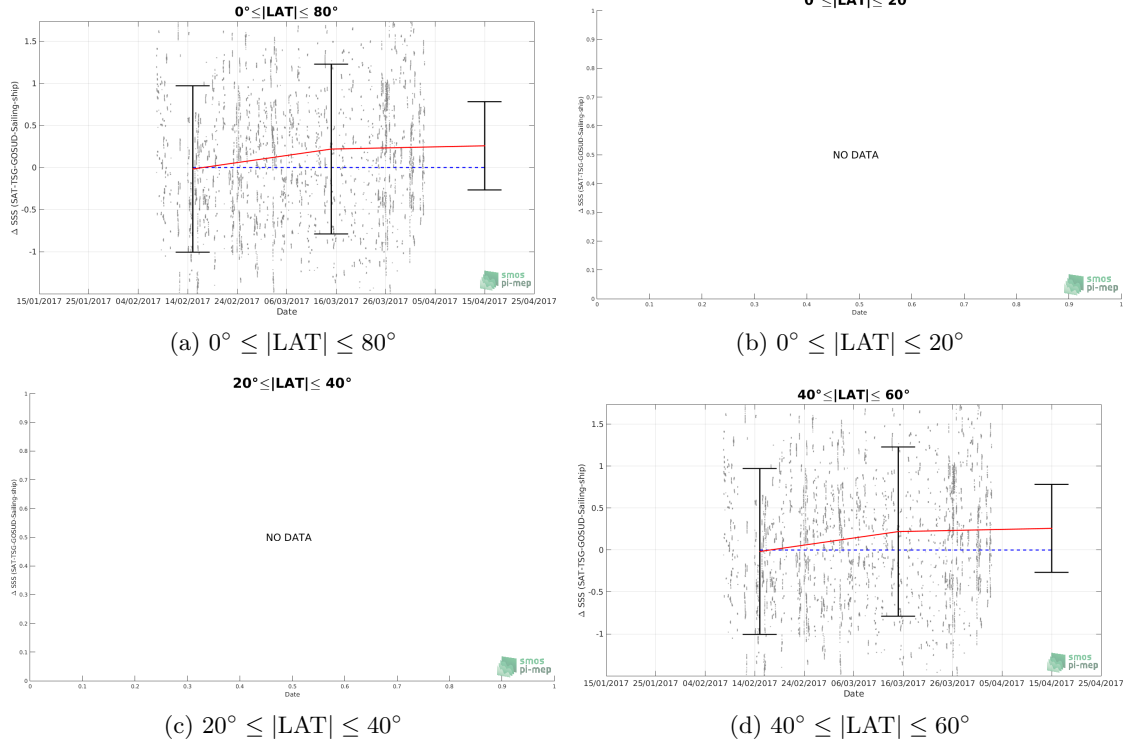 0°≤|LAT|≤ 80°
Δ SSS (SAT-TSG-GOSUD-Sailing-ship)
1.5
1
0.5
0
-0.5
-1
15/01/2017 25/01/2017 04/02/2017 14/02/2017 24/02/2017 06/03/2017 16/03/2017 26/03/2017 05/04/2017 15/04/2017 25/04/2017
Date
smos
pi-mep
(a) 0° ≤ |LAT| ≤ 80°
0°≤|LAT|≤ 20°
Δ SSS (SAT-TSG-GOSUD-Sailing-ship)
1
0.9
0.8
0.7
0.6
0.5
0.4
0.3
0.2
0.1
0
NO DATA
0 0.1 0.2 0.3 0.4 0.5 0.6 0.7 0.8 0.9 1
Date
smos
pi-mep
(b) 0° ≤ |LAT| ≤ 20°
20°≤|LAT|≤ 40°
Δ SSS (SAT-TSG-GOSUD-Sailing-ship)
1
0.9
0.8
0.7
0.6
0.5
0.4
0.3
0.2
0.1
0
NO DATA
0 0.1 0.2 0.3 0.4 0.5 0.6 0.7 0.8 0.9 1
Date
smos
pi-mep
(c) 20° ≤ |LAT| ≤ 40°
40°≤|LAT|≤ 60°
Δ SSS (SAT-TSG-GOSUD-Sailing-ship)
1.5
1
0.5
0
-0.5
-1
15/01/2017 25/01/2017 04/02/2017 14/02/2017 24/02/2017 06/03/2017 16/03/2017 26/03/2017 05/04/2017 15/04/2017 25/04/2017
Date
smos
pi-mep
(d) 40° ≤ |LAT| ≤ 60°